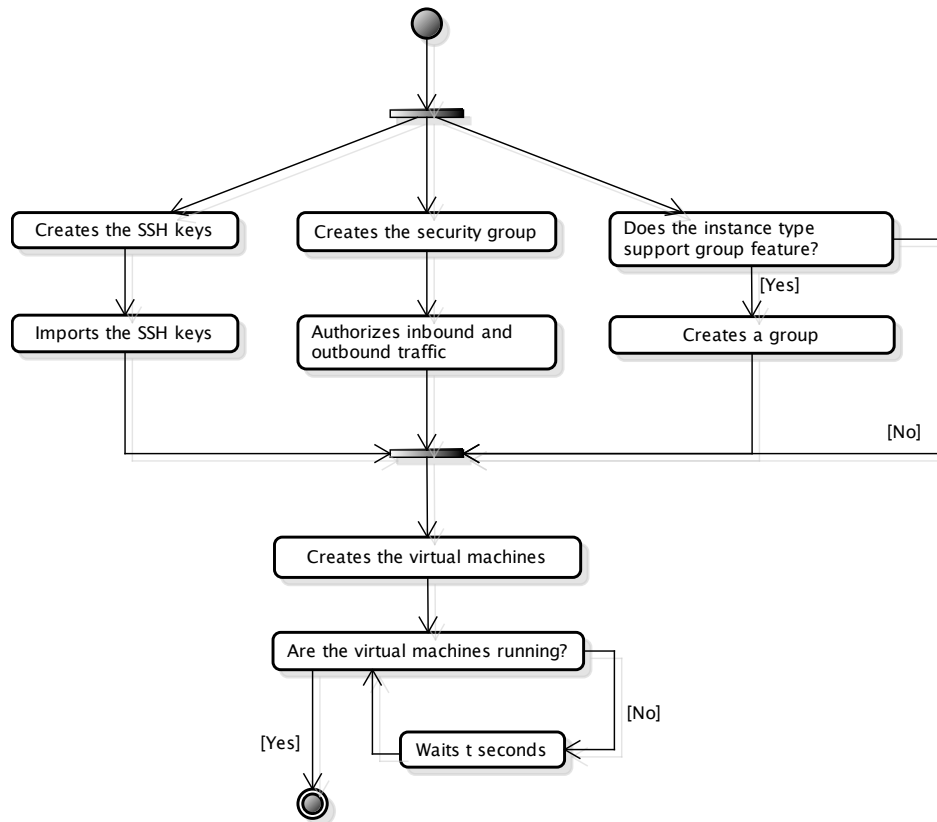 Creates the SSH keys
Creates the security group
Does the instance type
support group feature?
[Yes]
Imports the SSH keys
Authorizes inbound and
outbound traffic
Creates a group
[No]
Creates the virtual machines
Are the virtual machines running?
[No]
[Yes]
Waits t seconds